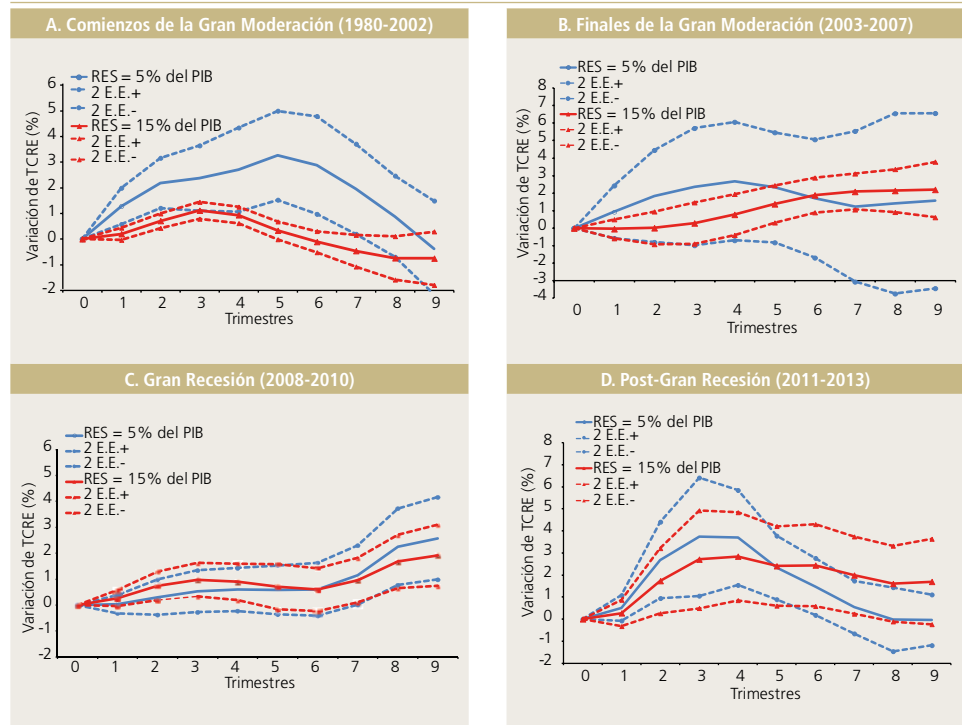 A. Comienzos de la Gran Moderación (1980-2002)
Variación de TCRE (%)
6
5
4
3
2
1
0
-1
-2
RES = 5% del PIB
2 E.E.+
2 E.E.-
RES = 15% del PIB
2 E.E.+
2 E.E.-
0 1 2 3 4 5 6 7 8 9
Trimestres
B. Finales de la Gran Moderación (2003-2007)
Variación de TCRE (%)
8
7
6
5
4
3
2
1
0
-1
-2
-3
-4
RES = 5% del PIB
2 E.E.+
2 E.E.-
RES = 15% del PIB
2 E.E.+
2 E.E.-
0 1 2 3 4 5 6 7 8 9
Trimestres
C. Gran Recesión (2008-2010)
Variación de TCRE (%)
6
5
4
3
2
1
0
-1
-2
RES = 5% del PIB
2 E.E.+
2 E.E.-
RES = 15% del PIB
2 E.E.+
2 E.E.-
0 1 2 3 4 5 6 7 8 9
Trimestres
D. Post-Gran Recesión (2011-2013)
Variación de TCRE (%)
8
6
4
2
1
0
-1
-2
RES = 5% del PIB
2 E.E.+
2 E.E.-
RES = 15% del PIB
2 E.E.+
2 E.E.-
0 1 2 3 4 5 6 7 8 9
Trimestres